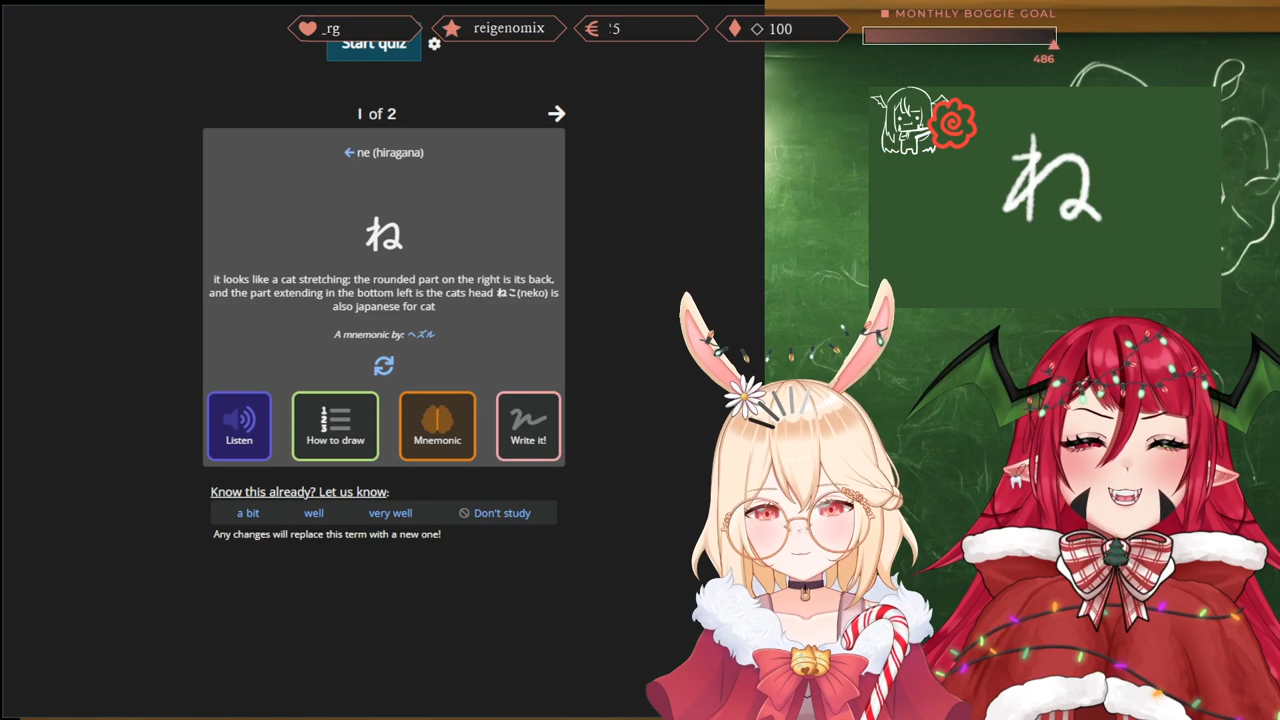 _rg
reigenomix
'5
100
MONTHLY BOGGIE GOAL
486
Start quiz
1 of 2
ne (hiragana)
ね
it looks like a cat stretching; the rounded part on the right is its back,
and the part extending in the bottom left is the cats head ねこ(neko) is
also japanese for cat
A mnemonic by: へズル
Listen
1 2 3
How to draw
Mnemonic
Write it!
Know this already? Let us know:
a bit well very well Don't study
Any changes will replace this term with a new one!
ね